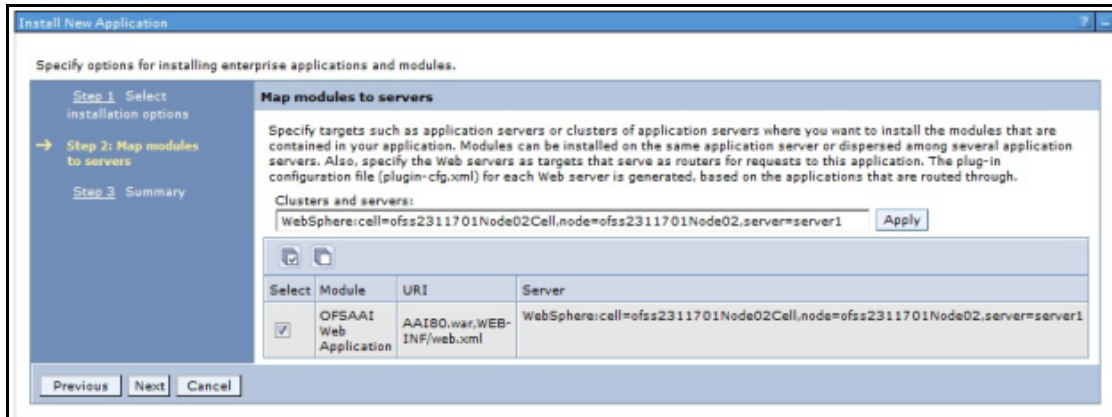 Install New Application
? –
Specify options for installing enterprise applications and modules.
Step 1 Select
installation options
Step 2: Map modules
to servers
Step 3 Summary
Map modules to servers
Specify targets such as application servers or clusters of application servers where you want to install the modules that are
contained in your application. Modules can be installed on the same application server or dispersed among several application
servers. Also, specify the Web servers as targets that serve as routers for requests to this application. The plug-in
configuration file (plugin-cfg.xml) for each Web server is generated, based on the applications that are routed through.
Clusters and servers:
WebSphere:cell=ofss2311701Node02Cell,node=ofss2311701Node02,server=server1
Apply
Select Module URI Server
OFSAAI
Web
Application
AAI80.war,WEB-
INF/web.xml
WebSphere:cell=ofss2311701Node02Cell,node=ofss2311701Node02,server=server1
Previous Next Cancel